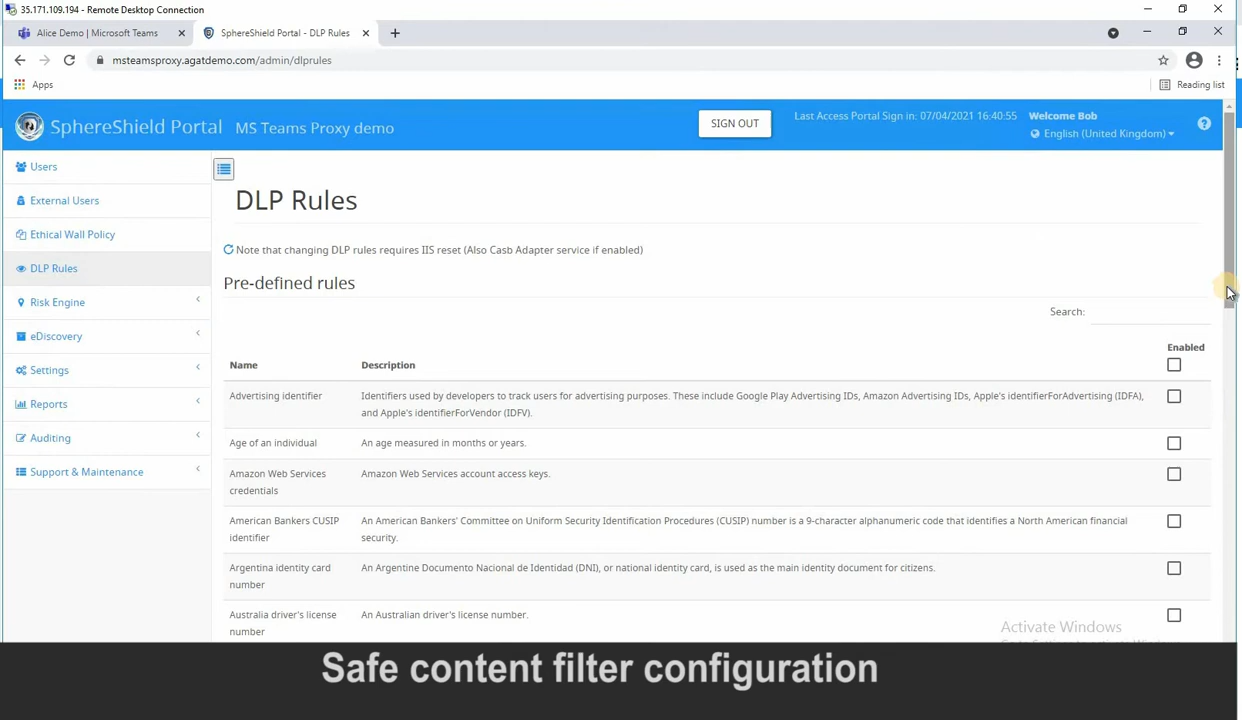 35.171.109.194 - Remote Desktop Connection
Alice Demo | Microsoft Teams
SphereShield Portal - DLP Rules
msteamsproxy.agatdemo.com/admin/dlprules
Apps
Reading list
SphereShield Portal MS Teams Proxy demo
SIGN OUT
Last Access Portal Sign in: 07/04/2021 16:40:55
Welcome Bob
English (United Kingdom)
Users
External Users
Ethical Wall Policy
DLP Rules
Risk Engine
eDiscovery
Settings
Reports
Auditing
Support & Maintenance
DLP Rules
Note that changing DLP rules requires IIS reset (Also Casb Adapter service if enabled)
Pre-defined rules
Search:
Name Description Enabled
Advertising identifier
Identifiers used by developers to track users for advertising purposes. These include Google Play Advertising IDs, Amazon Advertising IDs, Apple's identifierForAdvertising (IDFA),
and Apple's identifierForVendor (IDFV).
Age of an individual
An age measured in months or years.
Amazon Web Services
credentials
Amazon Web Services account access keys.
American Bankers CUSIP
identifier
An American Bankers' Committee on Uniform Security Identification Procedures (CUSIP) number is a 9-character alphanumeric code that identifies a North American financial
security.
Argentina identity card
number
An Argentine Documento Nacional de Identidad (DNI), or national identity card, is used as the main identity document for citizens.
Australia driver's license
number
An Australian driver's license number.
Activate Windows
Safe content filter configuration